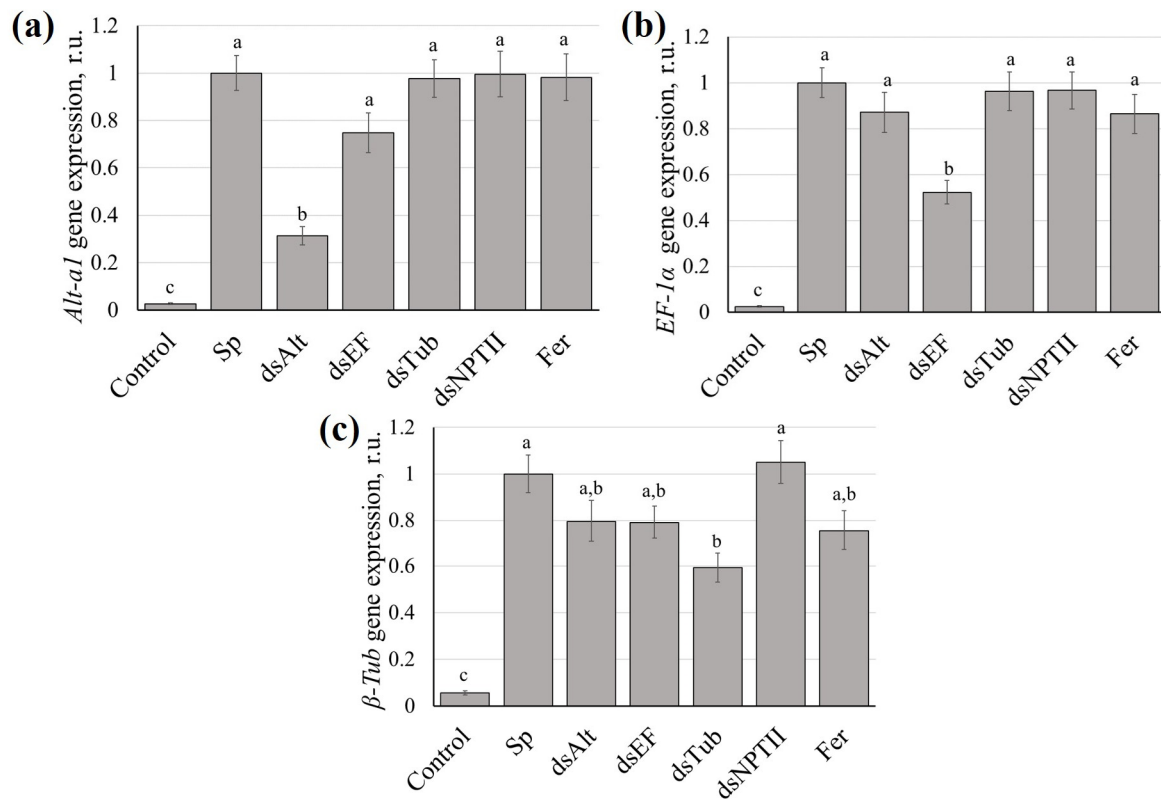 (a)
Alt-a1 gene expression, r.u.
1.2
1
0.8
0.6
0.4
0.2
0
c
a
b
a
a
a
a
Control
Sp
dsAlt
dsEF
dsTub
dsNPTII
Fer
(b)
EF-1α gene expression, r.u.
1.2
1
0.8
0.6
0.4
0.2
0
c
a
a
b
a
a
a
Control
Sp
dsAlt
dsEF
dsTub
dsNPTII
Fer
(c)
β-Tub gene expression, r.u.
1.2
1
0.8
0.6
0.4
0.2
0
c
a
a,b
a,b
b
a
a,b
Control
Sp
dsAlt
dsEF
dsTub
dsNPTII
Fer